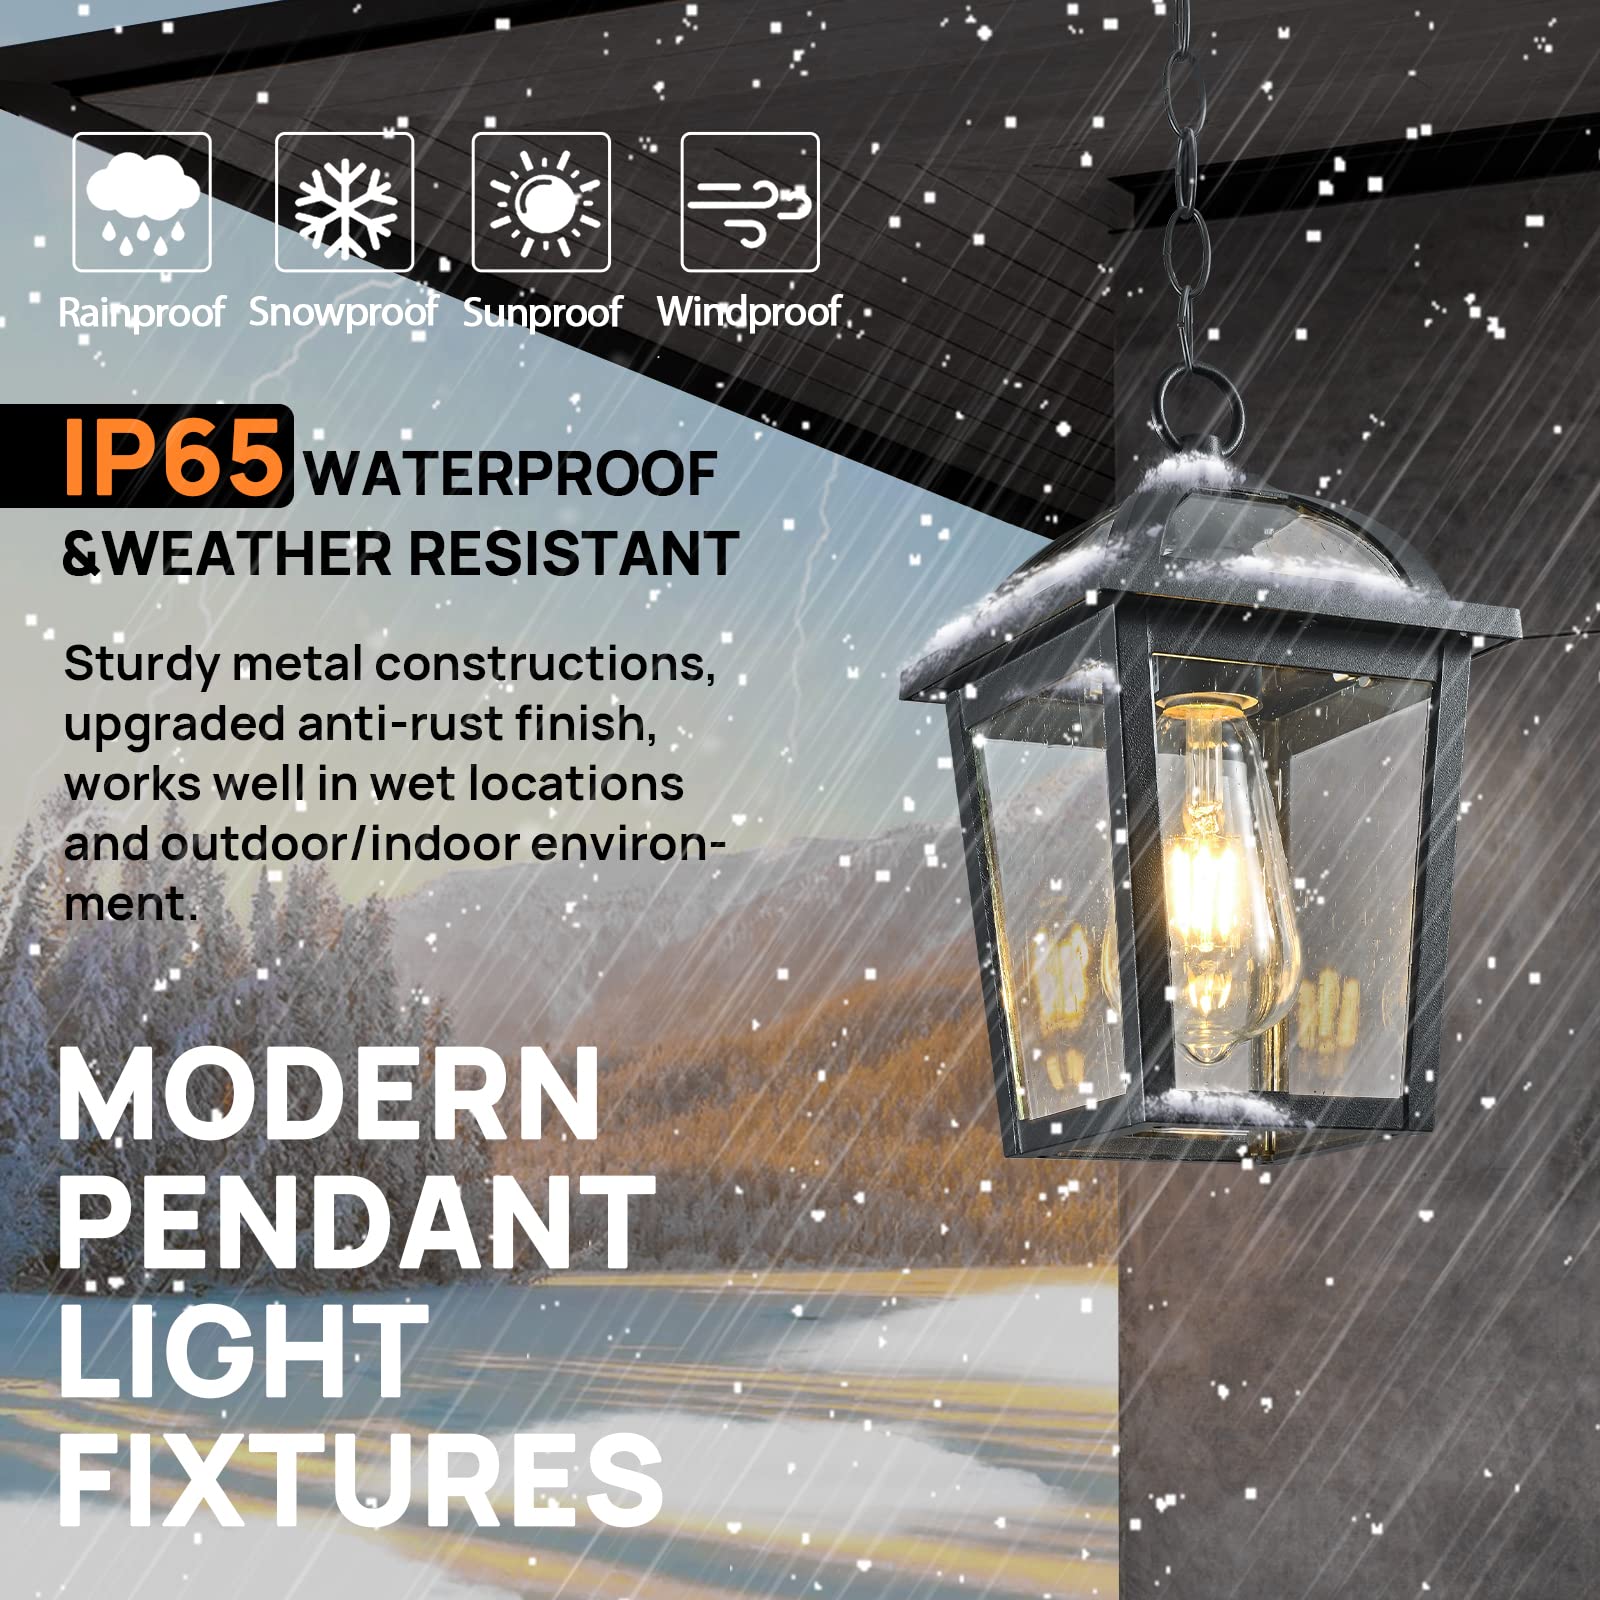 Rainproof Snowproof Sunproof Windproof
IP65 WATERPROOF
&WEATHER RESISTANT
Sturdy metal constructions,
upgraded anti-rust finish,
works well in wet locations
and outdoor/indoor environ-
ment.
MODERN
PENDANT
LIGHT
FIXTURES